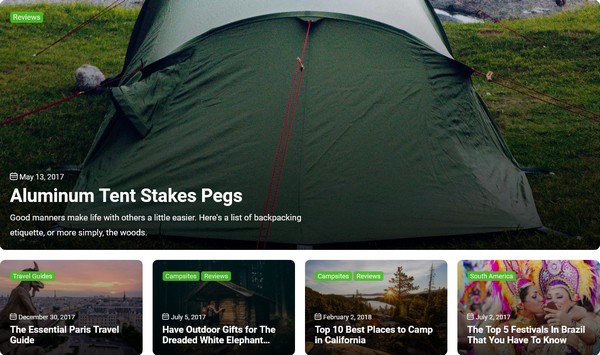 Reviews
May 13, 2017
Aluminum Tent Stakes Pegs
Good manners make life with others a little easier. Here's a list of backpacking
etiquette, or more simply, the woods.
Travel Guides
December 30, 2017
The Essential Paris Travel
Guide
Campsites Reviews
July 5, 2017
Have Outdoor Gifts for The
Dreaded White Elephant...
Campsites Reviews
February 2, 2018
Top 10 Best Places to Camp
in California
South America
July 2, 2017
The Top 5 Festivals In Brazil
That You Have To Know